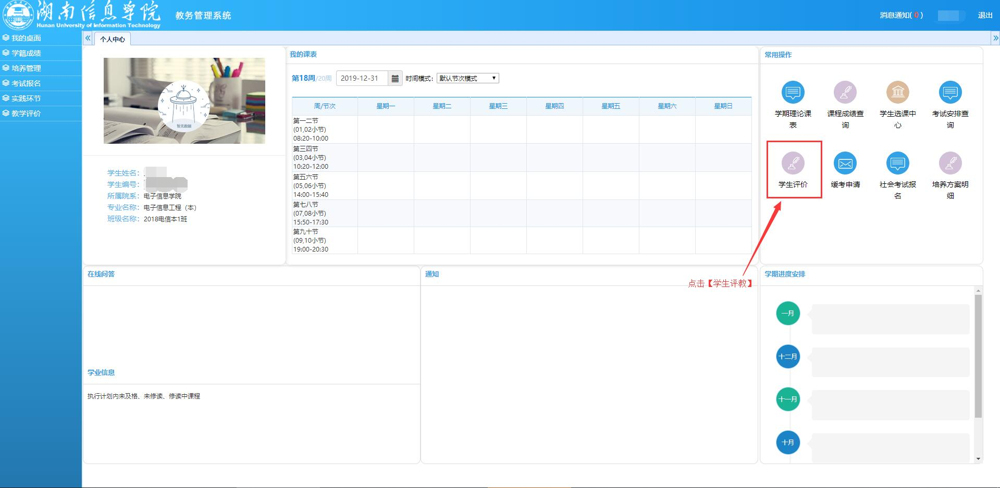 湖南信息学院
Hunan University of Information Technology
教务管理系统
消息通知( 0 )
退出
我的桌面
学籍成绩
培养管理
考试报名
实践环节
教学评价
个人中心
暂无数据
学生姓名：
学生编号：
所属院系：电子信息学院
专业名称：电子信息工程（本）
班级名称：2018电信本1班
我的课表
第18周/20周 2019-12-31 时间模式： 默认节次模式
周/节次 星期一 星期二 星期三 星期四 星期五 星期六 星期日
第一二节
(01,02小节)
08:20-10:00
第三四节
(03,04小节)
10:20-12:00
第五六节
(05,06小节)
14:00-15:40
第七八节
(07,08小节)
15:50-17:30
第九十节
(09,10小节)
19:00-20:30
常用操作
学期理论课
表
课程成绩查
询
学生选课中
心
考试安排查
询
学生评价
缓考申请
社会考试报
名
培养方案明
细
点击【学生评教】
在线问答
学业信息
执行计划内未及格、未修读、修读中课程
通知
学期进度安排
一月
十二月
十一月
十月